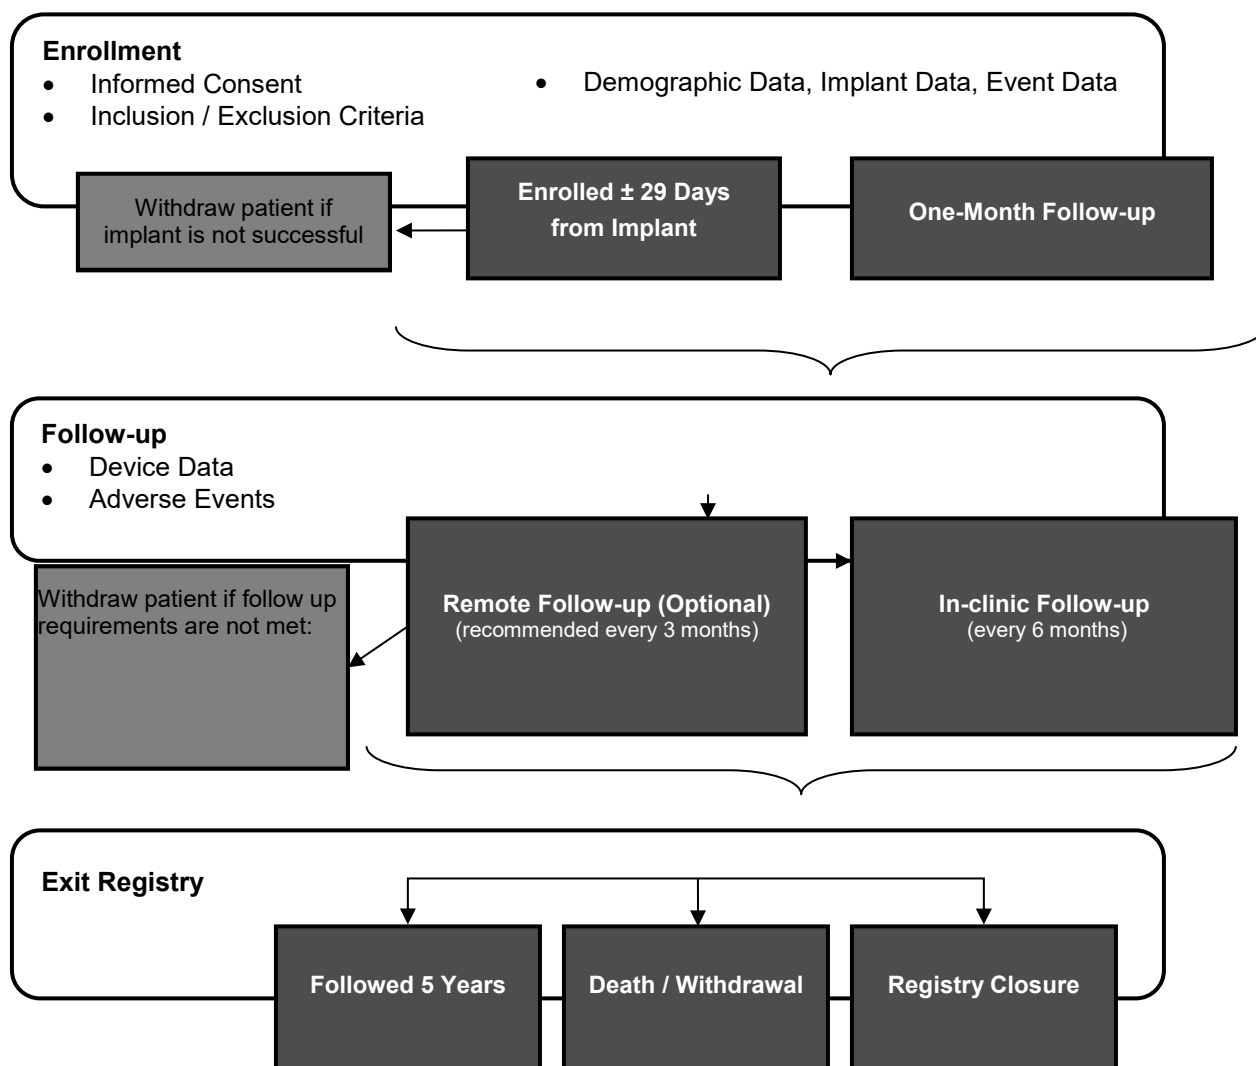 Enrollment
• Informed Consent
• Inclusion / Exclusion Criteria
• Demographic Data, Implant Data, Event Data
Withdraw patient if
implant is not successful
Enrolled ± 29 Days
from Implant
One-Month Follow-up
Follow-up
• Device Data
• Adverse Events
Withdraw patient if follow up
requirements are not met:
Remote Follow-up (Optional)
(recommended every 3 months)
In-clinic Follow-up
(every 6 months)
Exit Registry
Followed 5 Years
Death / Withdrawal
Registry Closure